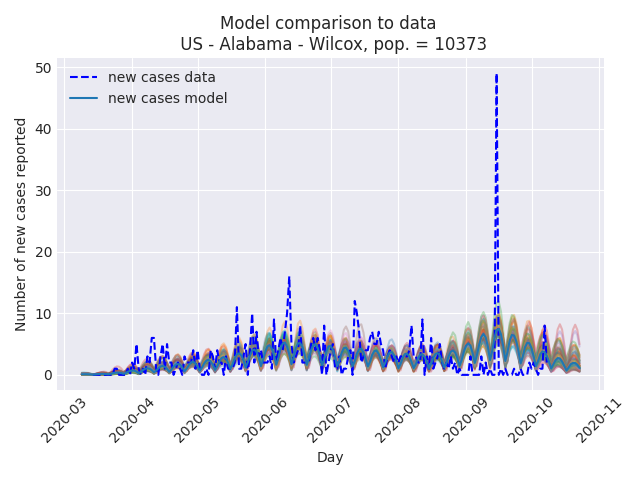 Model comparison to data
US - Alabama - Wilcox, pop. = 10373
new cases data
new cases model
Number of new cases reported
50
40
30
20
10
0
2020-03
2020-04
2020-05
2020-06
2020-07
2020-08
2020-09
2020-10
2020-11
Day